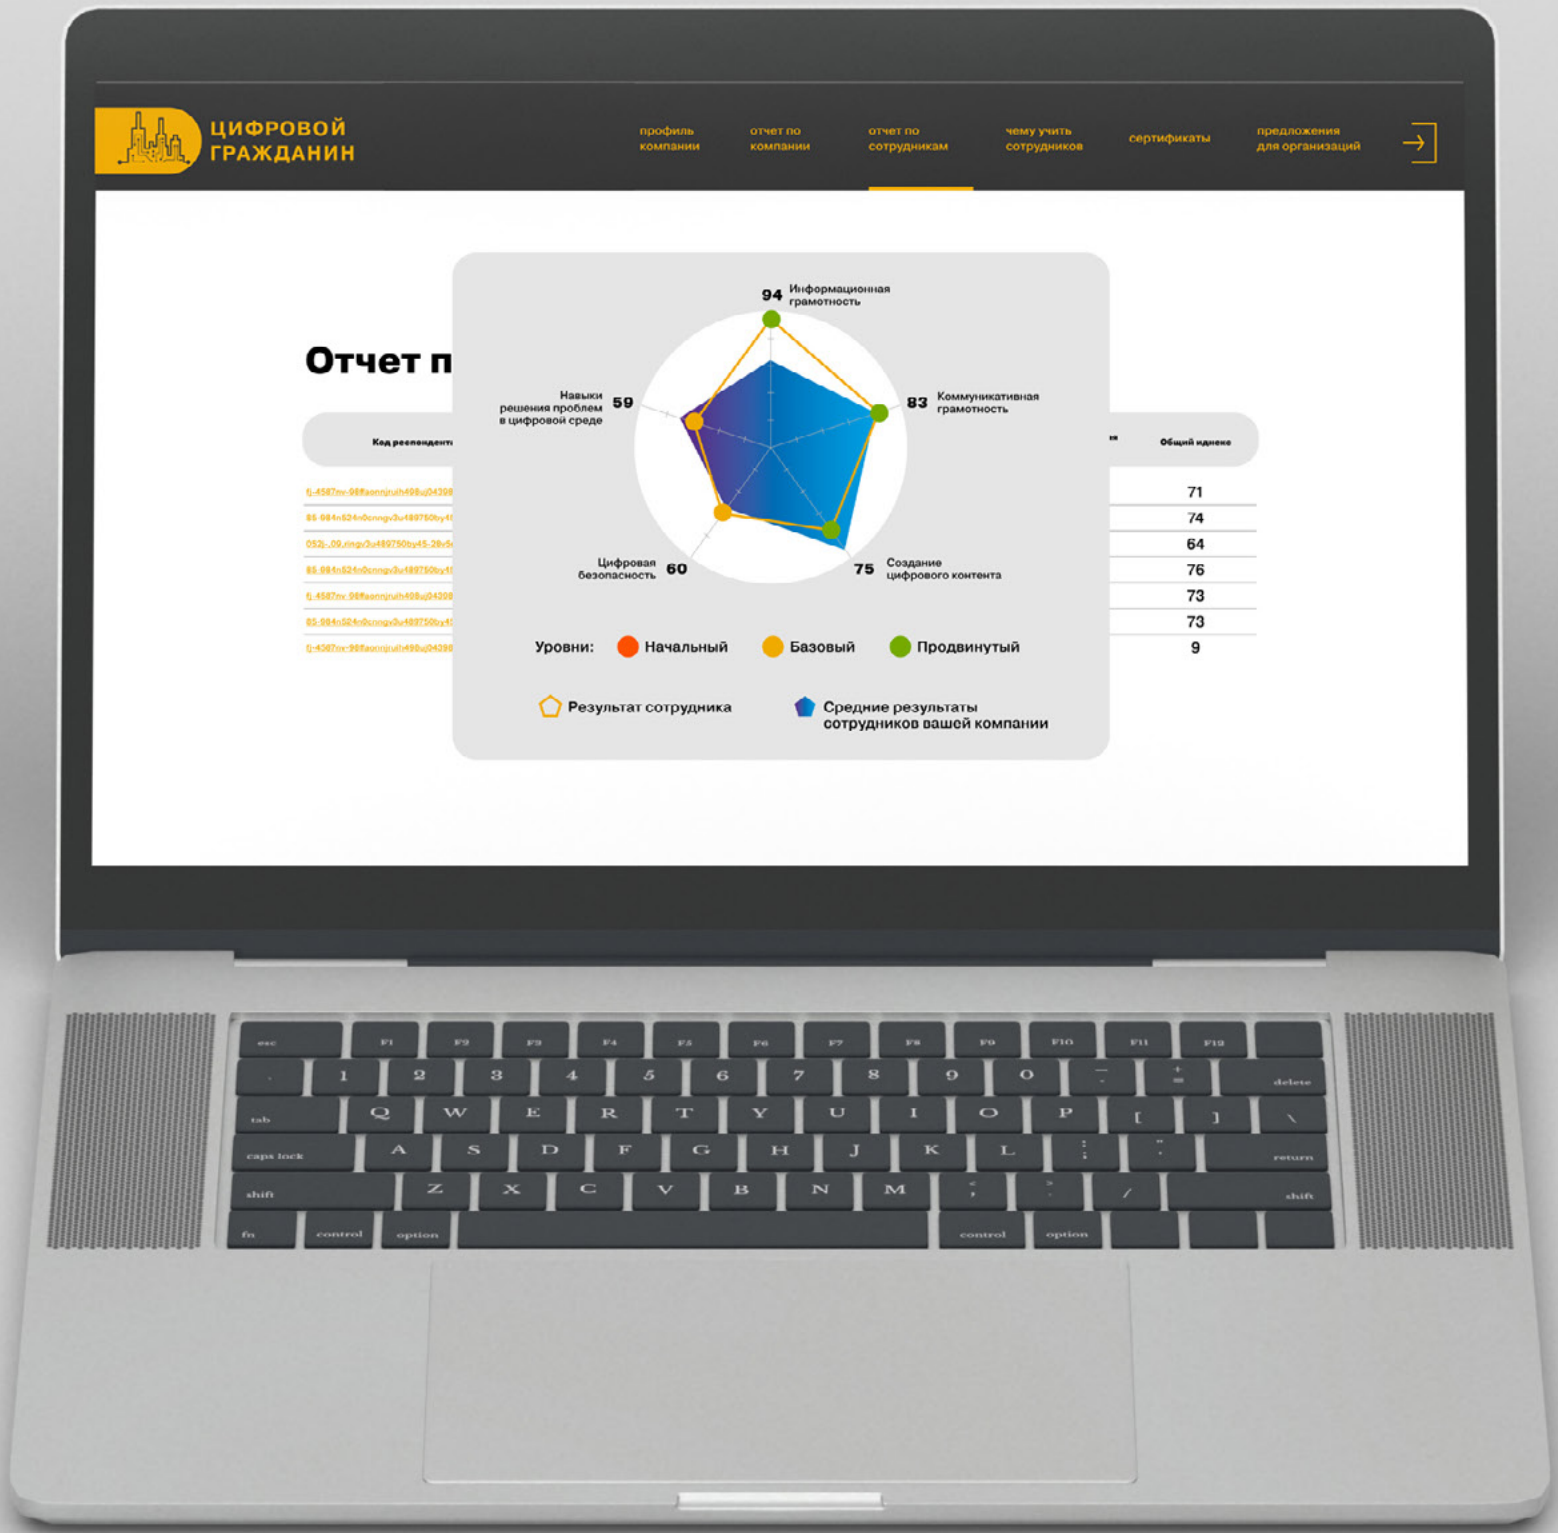 ЦИФРОВОЙ
ГРАЖДАНИН
профиль
компании
отчет по
компании
отчет по
сотрудникам
чему учить
сотрудников
сертификаты
предложения
для организаций
Отчет п
94 Информационная
грамотность
Навыки
решения проблем
в цифровой среде
59
83 Коммуникативная
грамотность
Цифровая
безопасность
60
75 Создание
цифрового контента
Код респондента
Общий идneкс
71
74
64
76
73
73
9
Уровни: Начальный Базовый Продвинутый
Результат сотрудника
Средние результаты
сотрудников вашей компании
esc F1 F2 F3 F4 F5 F6 F7 F8 F9 F10 F11 F12
1 2 3 4 5 6 7 8 9 0 - + = delete
tab Q W E R T Y U I O P [ ] \
caps lock A S D F G H J K L : ; " return
shift Z X C V B N M < , > . / shift
fn control option control option